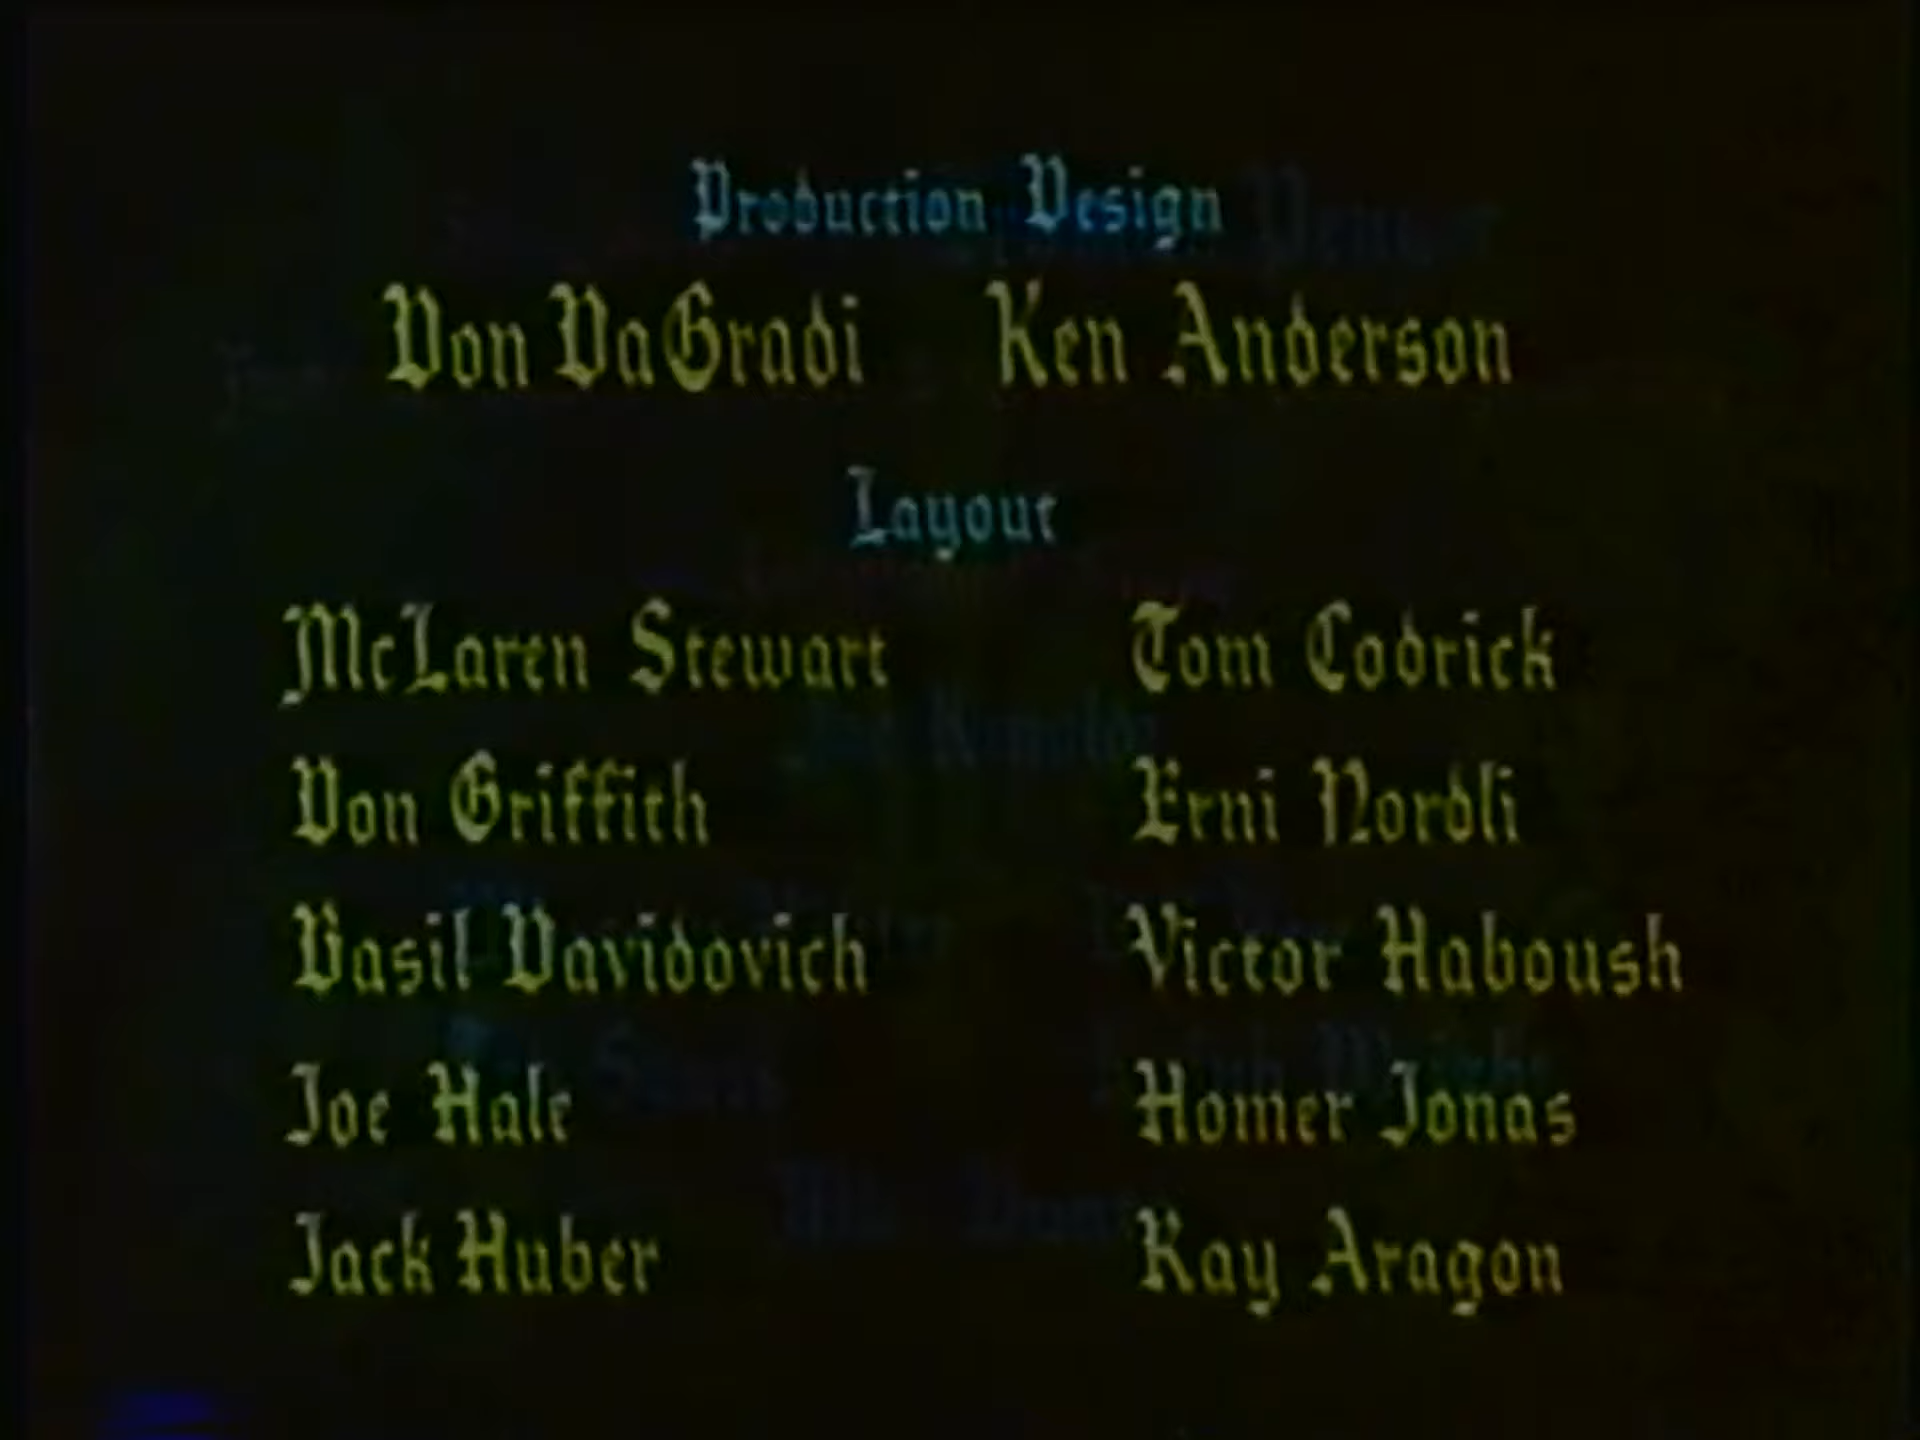 Production Design
Don DaGradi Ken Anderson
Layout
McLaren Stewart Tom Codrick
Don Griffith Erni Nordli
Basil Davidovich Victor Haboush
Joe Hale Homer Jonas
Jack Huber Ray Aragon